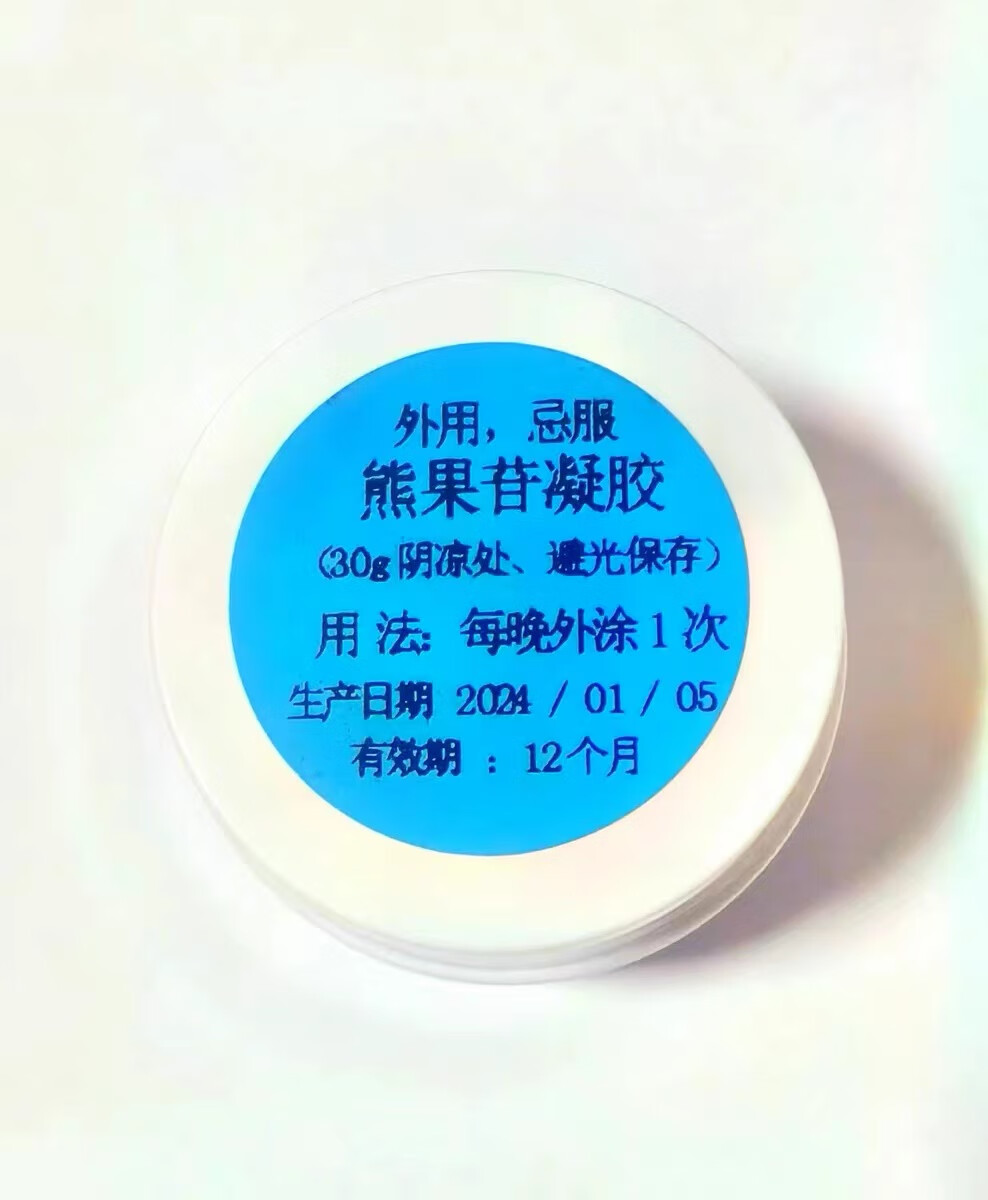 外用，忌服
熊果苷凝胶
（30g 阴凉处、避光保存）
用法：每晚外涂1次
生产日期 2024 / 01 / 05
有效期 ：12个月